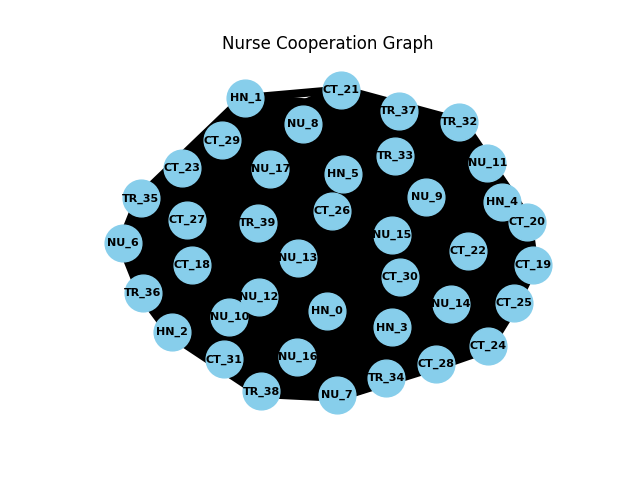 Nurse Cooperation Graph
CT_21
HN_1
TR_37
TR_32
NU_8
CT_29
TR_33
NU_11
CT_23
NU_17
HN_5
TR_35
NU_9
HN_4
CT_26
CT_27
TR_39
CT_20
NU_15
NU_6
CT_22
NU_13
CT_18
CT_19
CT_30
TR_36
NU_12
CT_25
NU_14
HN_0
NU_10
HN_3
HN_2
CT_24
NU_16
CT_31
CT_28
TR_34
TR_38
NU_7